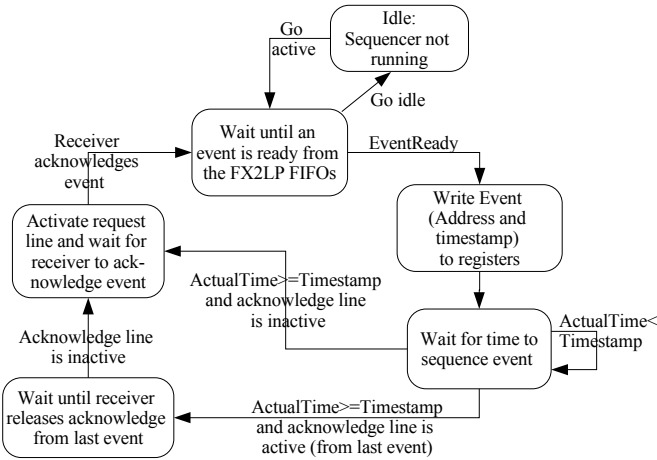 Idle:
Sequencer not
running
Go
active
Go idle
Wait until an
event is ready from
the FX2LP FIFOs
EventReady
Receiver
acknowledges
event
Write Event
(Address and
timestamp)
to registers
Activate request
line and wait for
receiver to ack-
nowledge event
ActualTime>=Timestamp
and acknowledge line
is inactive
Wait for time to
sequence event
ActualTime<
Timestamp
Acknowledge line
is inactive
Wait until receiver
releases acknowledge
from last event
ActualTime>=Timestamp
and acknowledge line is
active (from last event)